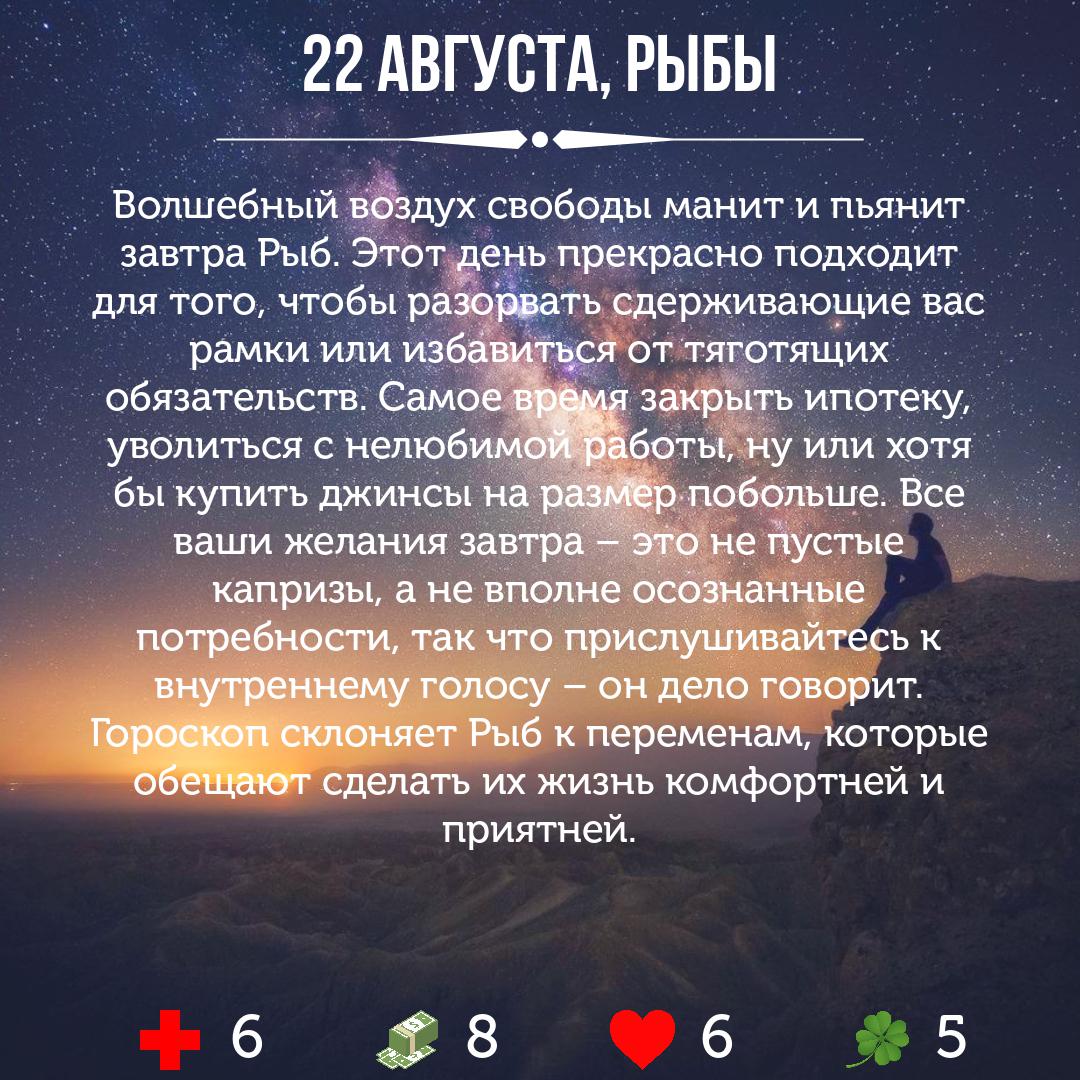 22 АВГУСТА, РЫБЫ
Волшебный воздух свободы манит и пьянит
завтра Рыб. Этот день прекрасно подходит
для того, чтобы разорвать сдерживающие вас
рамки или избавиться от тяготящих
обязательств. Самое время закрыть ипотеку,
уволиться с нелюбимой работы, ну или хотя
бы купить джинсы на размер побольше. Все
ваши желания завтра – это не пустые
капризы, а не вполне осознанные
потребности, так что прислушивайтесь к
внутреннему голосу – он дело говорит.
Гороскоп склоняет Рыб к переменам, которые
обещают сделать их жизнь комфортней и
приятней.
6 8 6 5